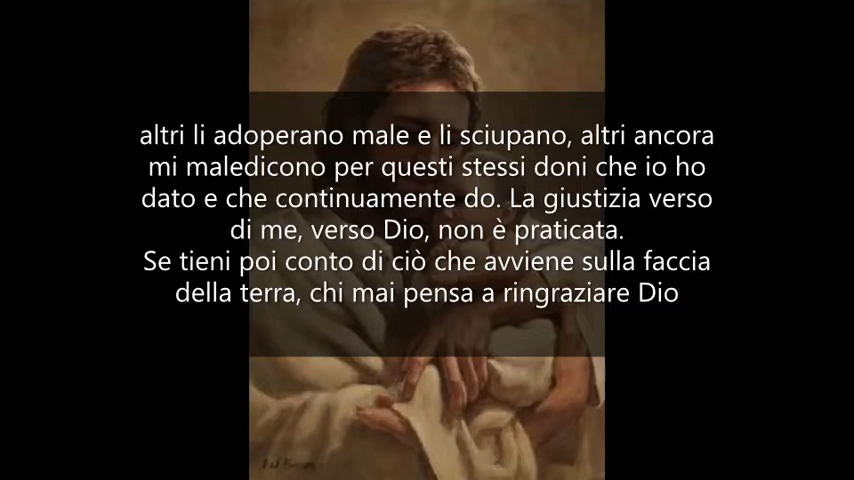 altri li adoperano male e li sciupano, altri ancora
mi maledicono per questi stessi doni che io ho
dato e che continuamente do. La giustizia verso
di me, verso Dio, non è praticata.
Se tieni poi conto di ciò che avviene sulla faccia
della terra, chi mai pensa a ringraziare Dio